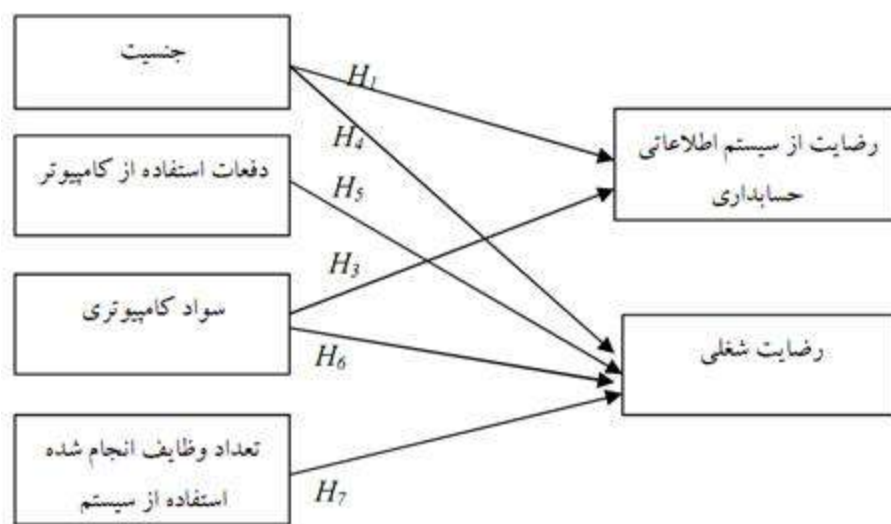 جنسیت
دفعات استفاده از کامپیوتر
سواد کامپیوتری
تعداد وظایف انجام شده
استفاده از سیستم
H1
H4
H5
H3
H6
H7
رضایت از سیستم اطلاعاتی
حسابداری
رضایت شغلی